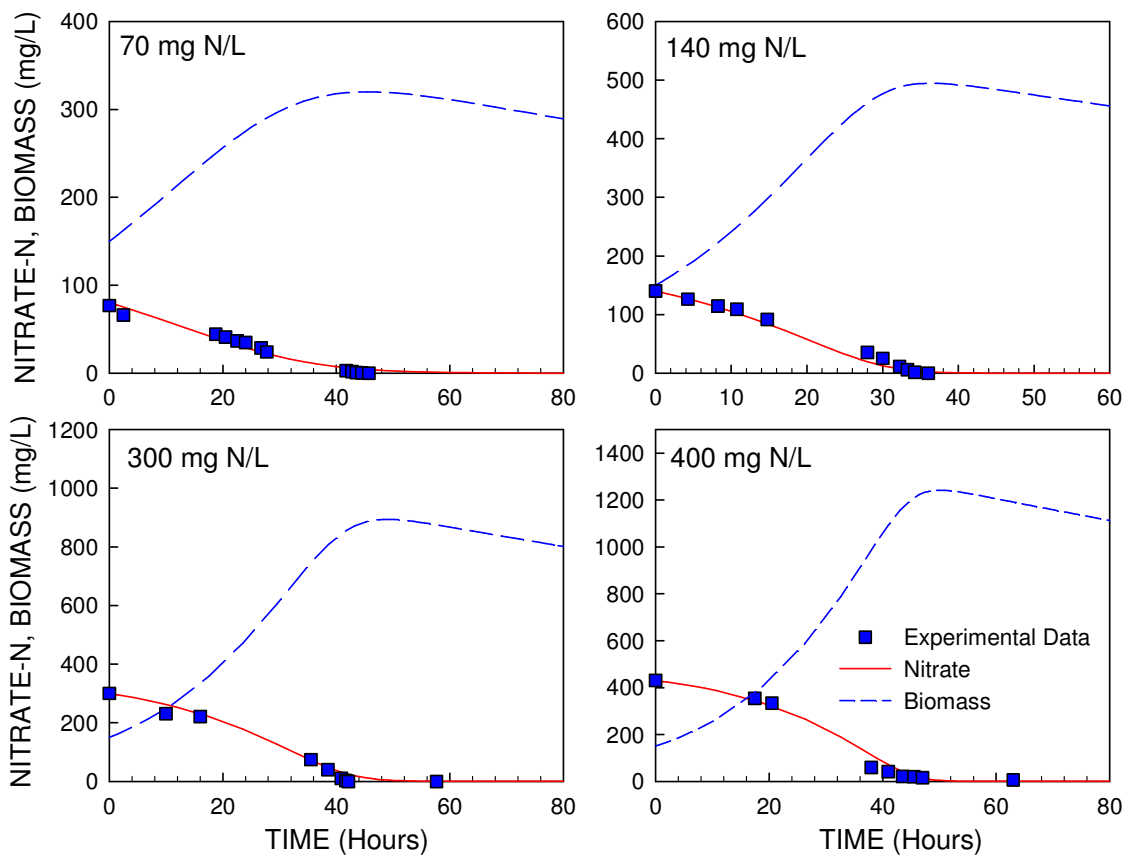 NITRATE-N, BIOMASS (mg/L)
70 mg N/L
400
300
200
100
0
0 20 40 60 80
140 mg N/L
600
500
400
300
200
100
0
0 10 20 30 40 50 60
NITRATE-N, BIOMASS (mg/L)
300 mg N/L
1200
1000
800
600
400
200
0
0 20 40 60 80
TIME (Hours)
400 mg N/L
1400
1200
1000
800
600
400
200
0
Experimental Data
Nitrate
Biomass
0 20 40 60 80
TIME (Hours)